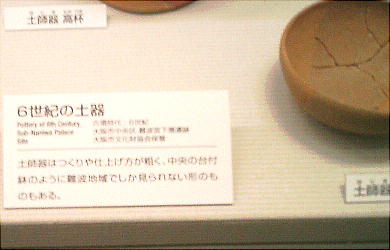 土師器 高杯
6世紀の土器
Pottery of 6th Century,
Sub-Naniwa Palace
Site
古墳時代 6世紀
大阪市中央区 難波宮下層遺跡
大阪市文化財協会保管
土師器はつくりや仕上げ方が粗く、中央の台付
鉢のように難波地域でしか見られない形のも
のもある。
土師器